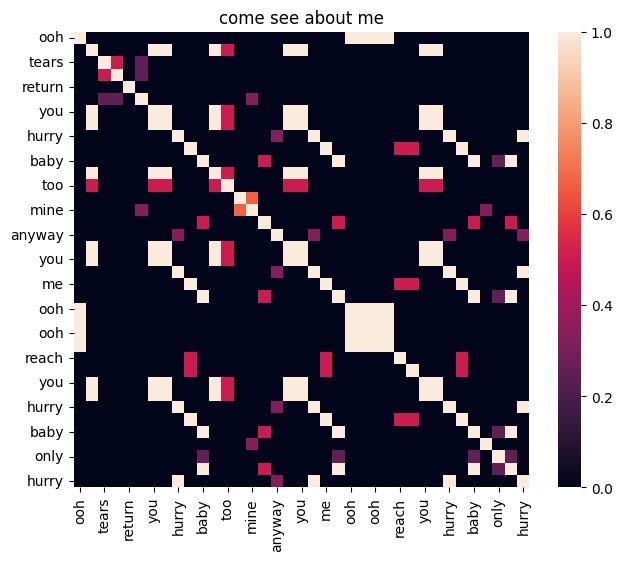 come see about me
ooh
tears
return
you
hurry
baby
too
mine
anyway
you
me
ooh
ooh
reach
you
hurry
baby
only
hurry
1.0
0.8
0.6
0.4
0.2
0.0
ooh
tears
return
you
hurry
baby
too
mine
anyway
you
me
ooh
ooh
reach
you
hurry
baby
only
hurry